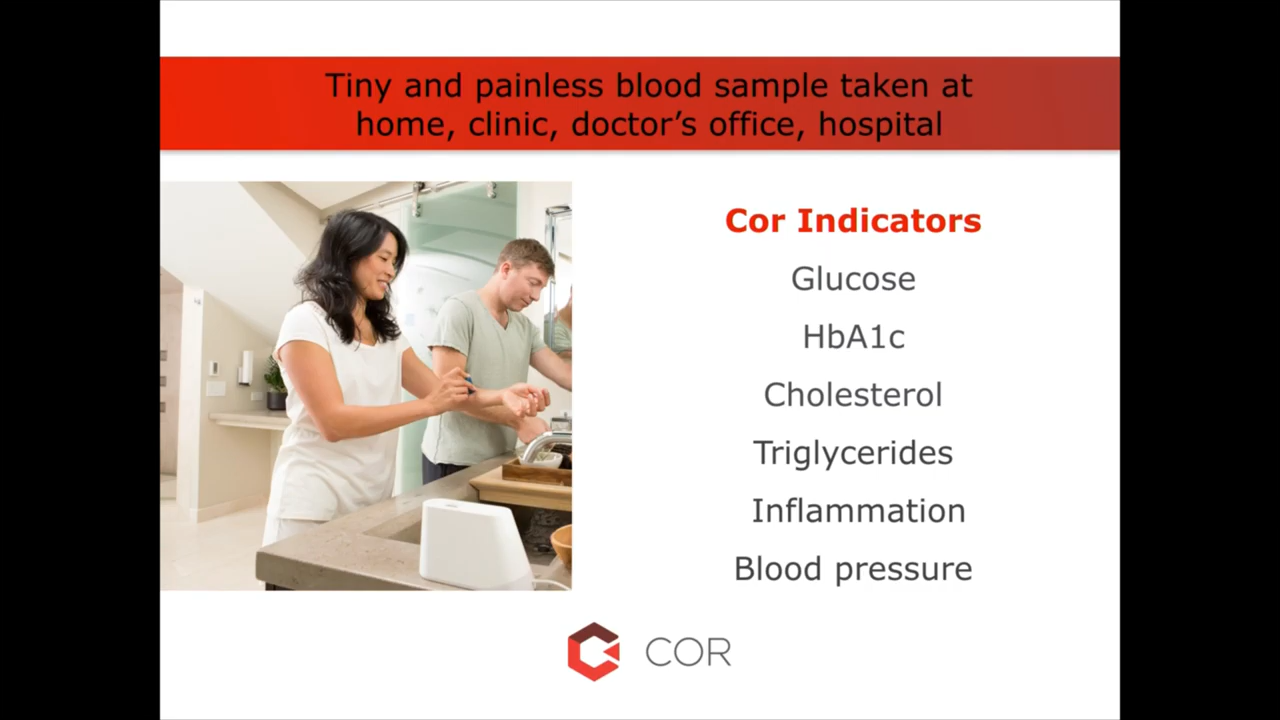 Tiny and painless blood sample taken at
home, clinic, doctor’s office, hospital
Cor Indicators
Glucose
HbA1c
Cholesterol
Triglycerides
Inflammation
Blood pressure
COR